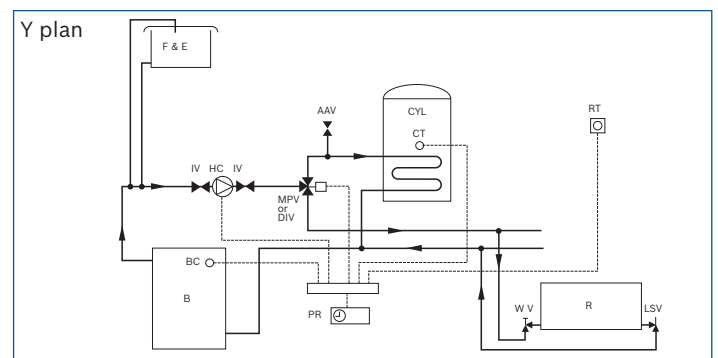 Y plan
F & E
AAV
CYL
CT
RT
IV HC IV
MPV
or
DIV
BC
B
PR
W V
R
LSV